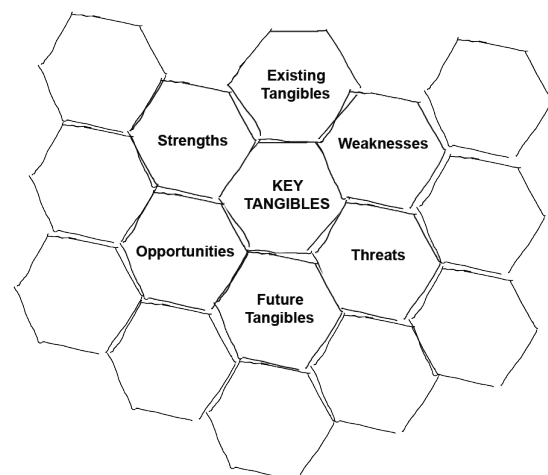 Existing
Tangibles
Strengths
Weaknesses
KEY
TANGIBLES
Opportunities
Threats
Future
Tangibles